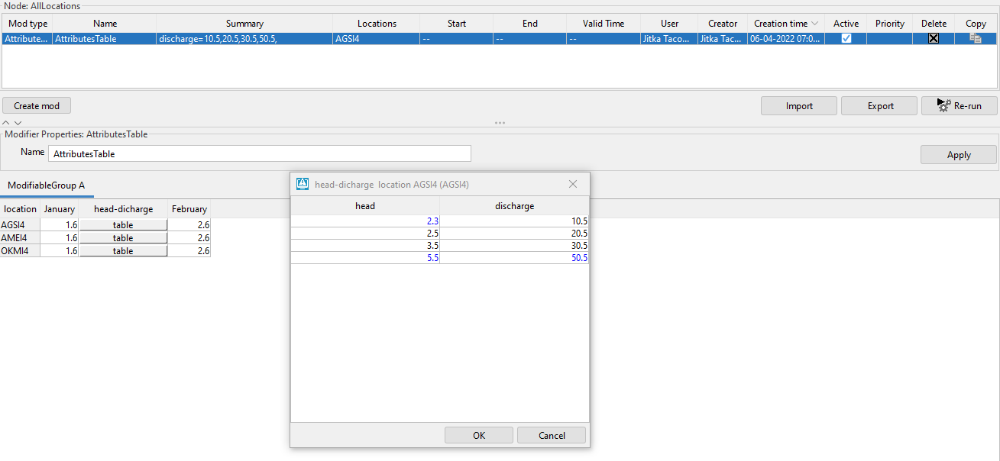 Node: AllLocations
Mod type Name Summary Locations Start End Valid Time User Creator Creation time Active Priority Delete Copy
Attribute... AttributesTable discharge=10.5,20.5,30.5,50.5, AGSI4 -- -- -- Jitka Taco... Jitka Tac... 06-04-2022 07:0...
Create mod Import Export Re-run
Modifier Properties: AttributesTable
Name AttributesTable
Apply
ModifiableGroup A
location January head-dicharge February
AGSI4 1.6 table 2.6
AMEI4 1.6 table 2.6
OKMI4 1.6 table 2.6
head-dicharge location AGSI4 (AGSI4)
head discharge
2.3 10.5
2.5 20.5
3.5 30.5
5.5 50.5
OK Cancel